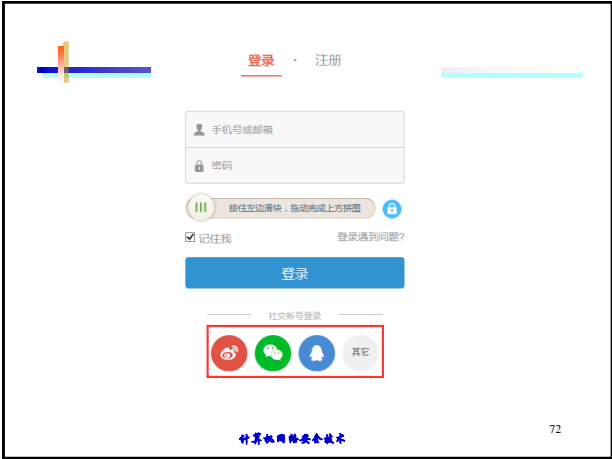 登录 · 注册
手机号或邮箱
密码
按住左边滑块，拖动完成上方拼图
记住我 登录遇到问题?
登录
社交帐号登录
其它
计算机网络安全技术
72